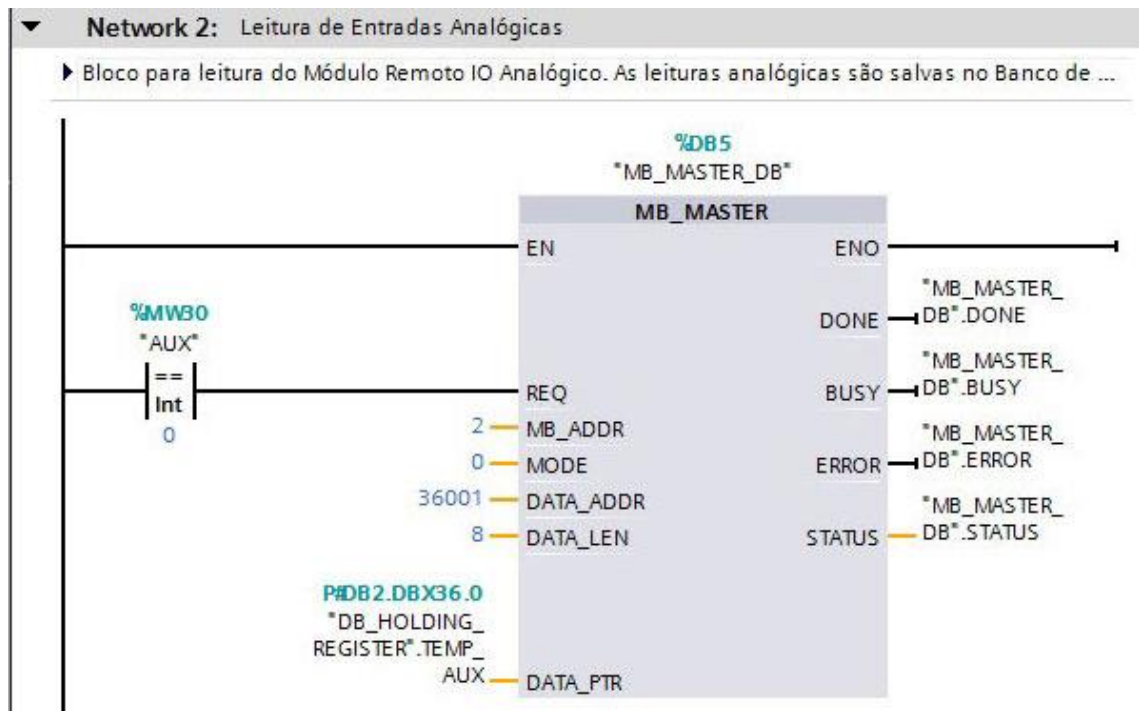 Network 2: Leitura de Entradas Analógicas
Bloco para leitura do Módulo Remoto IO Analógico. As leituras analógicas são salvas no Banco de ...
%DB5
"MB_MASTER_DB"
MB_MASTER
EN
ENO
"MB_MASTER_
DB".DONE
DONE
%MW30
"AUX"
==
Int
0
REQ
"MB_MASTER_
DB".BUSY
BUSY
2
MB_ADDR
0
MODE
"MB_MASTER_
DB".ERROR
ERROR
36001
DATA_ADDR
8
DATA_LEN
"MB_MASTER_
DB".STATUS
STATUS
P#DB2.DBX36.0
"DB_HOLDING_
REGISTER".TEMP_
AUX
DATA_PTR